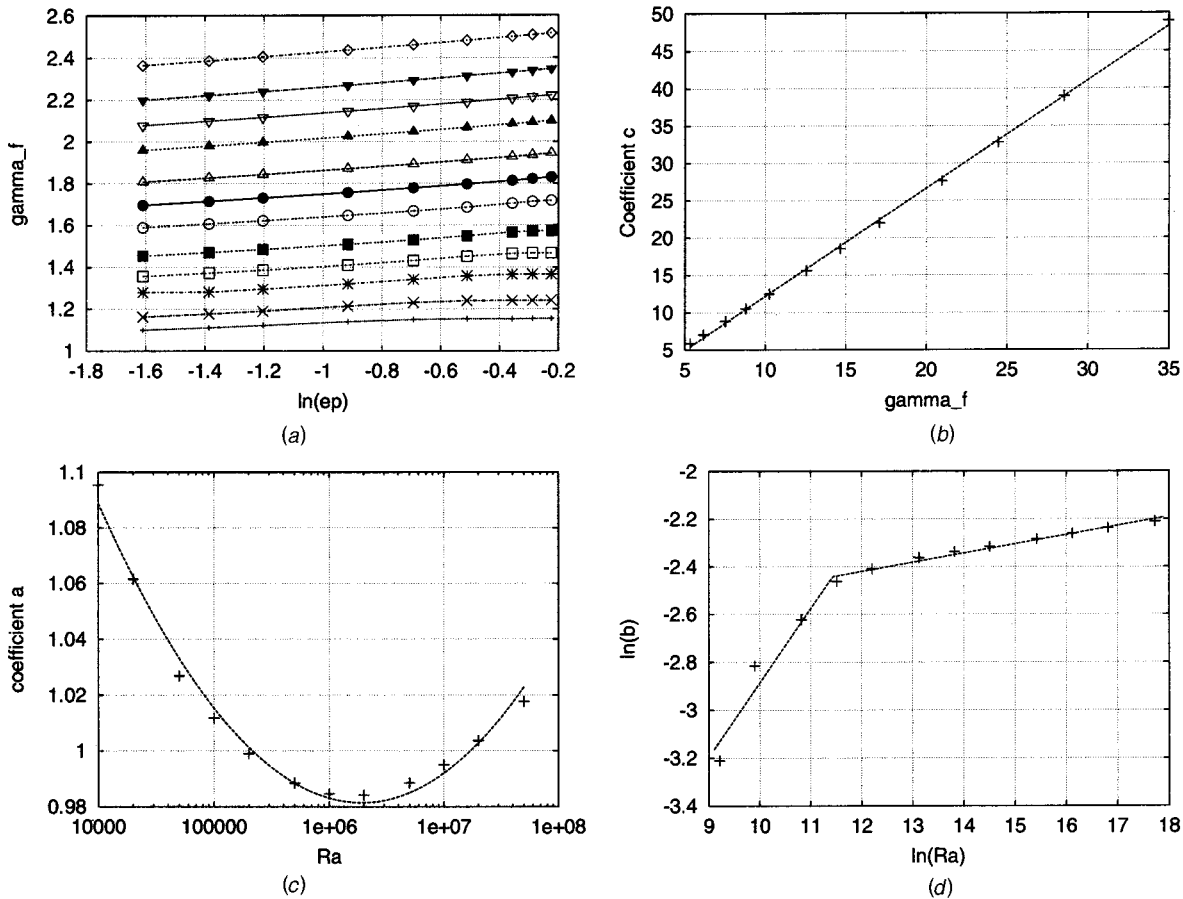 2.6
2.4
2.2
2
1.8
1.6
1.4
1.2
1
gamma_f
-1.8 -1.6 -1.4 -1.2 -1 -0.8 -0.6 -0.4 -0.2
ln(ep)
(a)
50
45
40
35
30
25
20
15
10
5
Coefficient c
5 10 15 20 25 30 35
gamma_f
(b)
1.1
1.08
1.06
1.04
1.02
1
0.98
coefficient a
10000 100000 1e+06 1e+07 1e+08
Ra
(c)
-2
-2.2
-2.4
-2.6
-2.8
-3
-3.2
-3.4
ln(b)
9 10 11 12 13 14 15 16 17 18
ln(Ra)
(d)